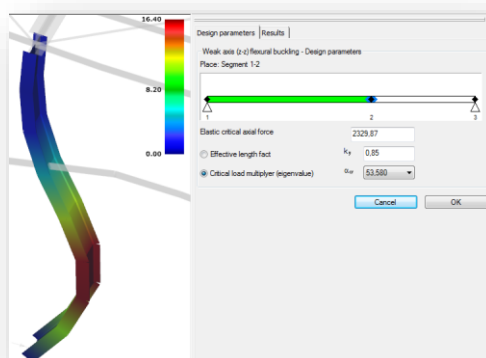 16.40
8.20
0.00
Design parameters Results
Weak axis (z-z) flexural buckling - Design parameters
Place: Segment 1-2
1 2 3
Elastic critical axial force 2329,87
Effective length fact k 0,85
Critical load multiplyer (eigenvalue) α 53,580
Cancel OK